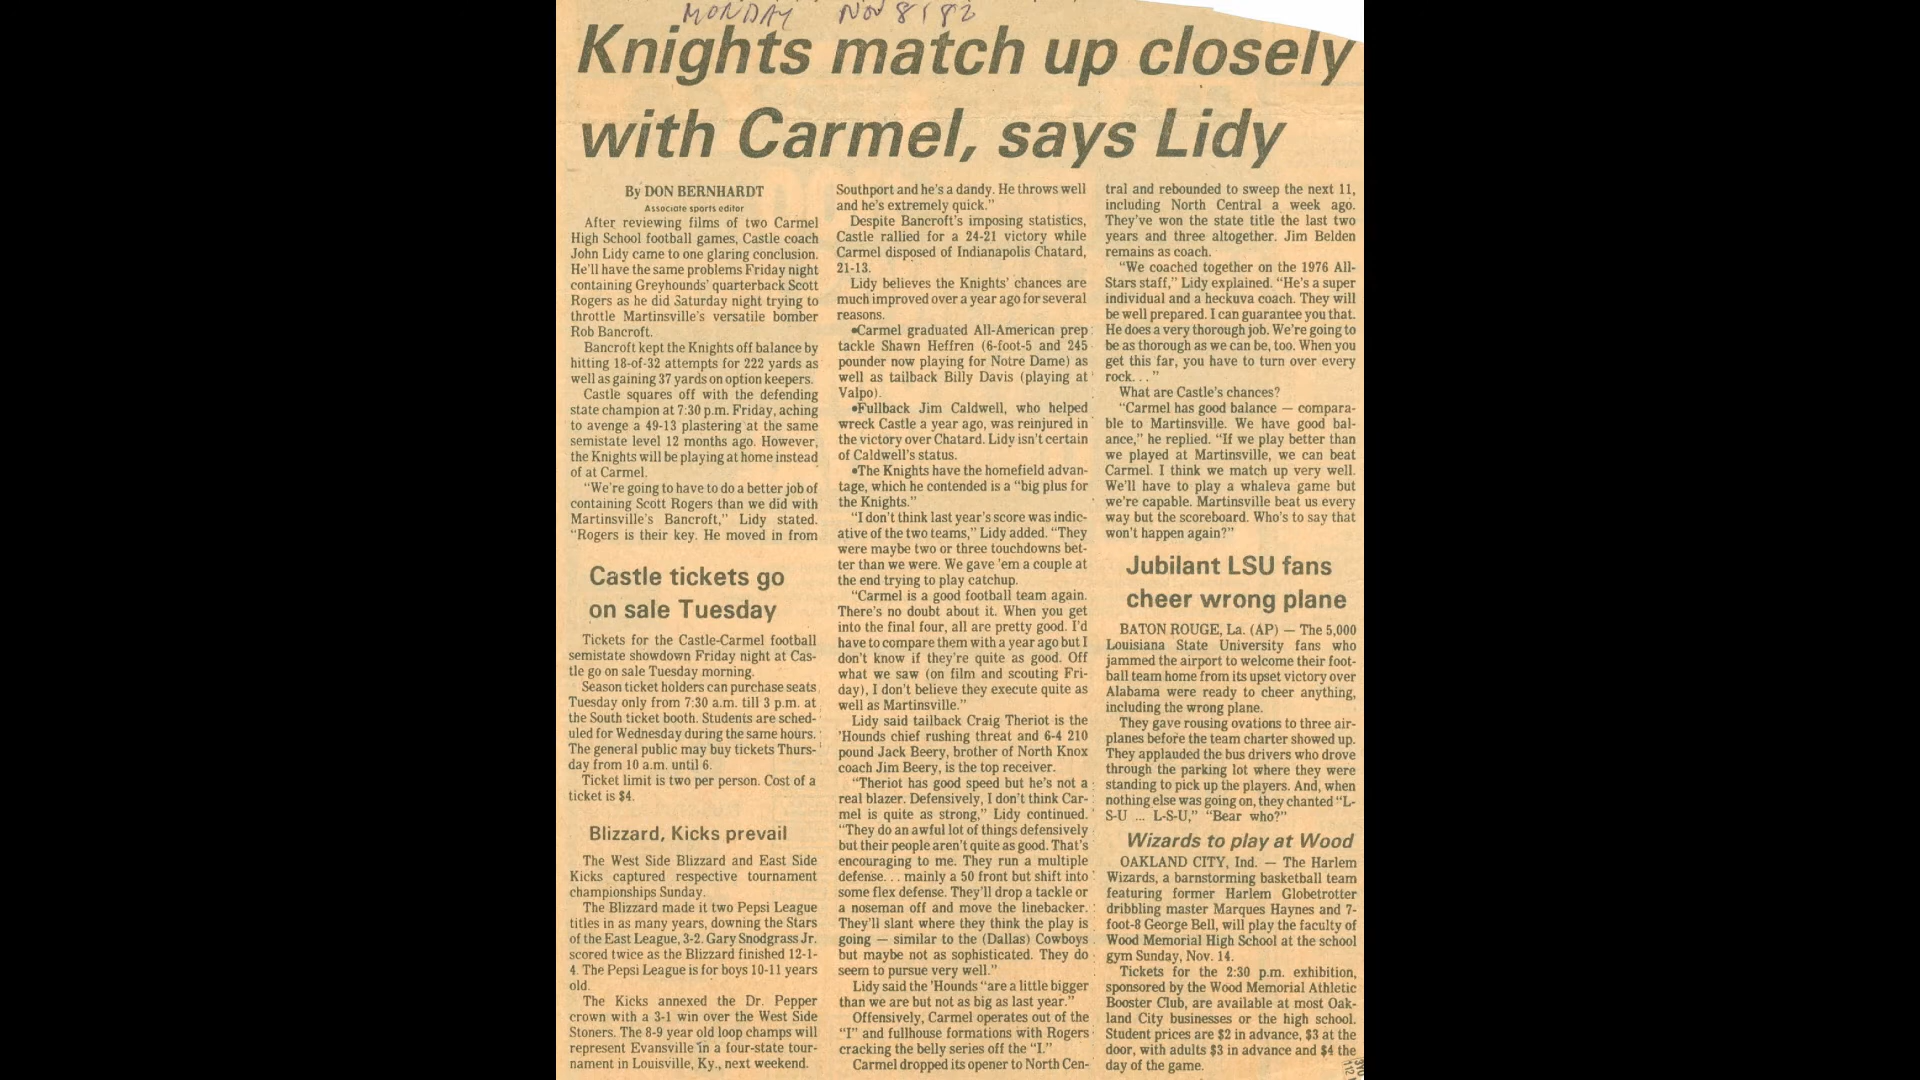 MONDAY NOV 8, 82
Knights match up closely
with Carmel, says Lidy
By DON BERNHARDT
Associate sports editor
After reviewing films of two Carmel
High School football games, Castle coach
John Lidy came to one glaring conclusion.
He'll have the same problems Friday night
containing Greyhounds' quarterback Scott
Rogers as he did Saturday night trying to
throttle Martinsville's versatile bomber
Rob Bancroft.
Bancroft kept the Knights off balance by
hitting 18-of-32 attempts for 222 yards as
well as gaining 37 yards on option keepers.
Castle squares off with the defending
state champion at 7:30 p.m. Friday, aching
to avenge a 49-13 plastering at the same
semistate level 12 months ago. However,
the Knights will be playing at home instead
of at Carmel.
"We're going to have to do a better job of
containing Scott Rogers than we did with
Martinsville's Bancroft," Lidy stated.
"Rogers is their key. He moved in from
Southport and he's a dandy. He throws well
and he's extremely quick."
Despite Bancroft's imposing statistics,
Castle rallied for a 24-21 victory while
Carmel disposed of Indianapolis Chatard,
21-13.
Lidy believes the Knights' chances are
much improved over a year ago for several
reasons.
•Carmel graduated All-American prep
tackle Shawn Heffren (6-foot-5 and 245
pounder now playing for Notre Dame) as
well as tailback Billy Davis (playing at
Valpo).
•Fullback Jim Caldwell, who helped
wreck Castle a year ago, was reinjured in
the victory over Chatard. Lidy isn't certain
of Caldwell's status.
•The Knights have the homefield advan-
tage, which he contended is a "big plus for
the Knights."
"I don't think last year's score was indic-
ative of the two teams," Lidy added. "They
were maybe two or three touchdowns bet-
ter than we were. We gave 'em a couple at
the end trying to play catchup.
"Carmel is a good football team again.
There's no doubt about it. When you get
into the final four, all are pretty good. I'd
have to compare them with a year ago but I
don't know if they're quite as good. Off
what we saw (on film and scouting Fri-
day), I don't believe they execute quite as
well as Martinsville."
Lidy said tailback Craig Theriot is the
'Hounds chief rushing threat and 6-4 210
pound Jack Beery, brother of North Knox
coach Jim Beery, is the top receiver.
"Theriot has good speed but he's not a
real blazer. Defensively, I don't think Car-
mel is quite as strong," Lidy continued.
"They do an awful lot of things defensively
but their people aren't quite as good. That's
encouraging to me. They run a multiple
defense. . . mainly a 50 front but shift into
some flex defense. They'll drop a tackle or
a noseman off and move the linebacker.
They'll slant where they think the play is
going — similar to the (Dallas) Cowboys
but maybe not as sophisticated. They do
seem to pursue very well."
Lidy said the 'Hounds "are a little bigger
than we are but not as big as last year."
Offensively, Carmel operates out of the
"I" and fullhouse formations with Rogers
cracking the belly series off the "I."
Carmel dropped its opener to North Cen-
tral and rebounded to sweep the next 11,
including North Central a week ago.
They've won the state title the last two
years and three altogether. Jim Belden
remains as coach.
"We coached together on the 1976 All-
Stars staff," Lidy explained. "He's a super
individual and a heckuva coach. They will
be well prepared. I can guarantee you that.
He does a very thorough job. We're going to
be as thorough as we can be, too. When you
get this far, you have to turn over every
rock. . ."
What are Castle's chances?
"Carmel has good balance — compara-
ble to Martinsville. We have good bal-
ance," he replied. "If we play better than
we played at Martinsville, we can beat
Carmel. I think we match up very well.
We'll have to play a whaleva game but
we're capable. Martinsville beat us every
way but the scoreboard. Who's to say that
won't happen again?"
Castle tickets go
on sale Tuesday
Tickets for the Castle-Carmel football
semistate showdown Friday night at Cas-
tle go on sale Tuesday morning.
Season ticket holders can purchase seats
Tuesday only from 7:30 a.m. till 3 p.m. at
the South ticket booth. Students are sched-
uled for Wednesday during the same hours.
The general public may buy tickets Thurs-
day from 10 a.m. until 6.
Ticket limit is two per person. Cost of a
ticket is $4.
Blizzard, Kicks prevail
The West Side Blizzard and East Side
Kicks captured respective tournament
championships Sunday.
The Blizzard made it two Pepsi League
titles in as many years, downing the Stars
of the East League, 3-2. Gary Snodgrass Jr.
scored twice as the Blizzard finished 12-1-
4. The Pepsi League is for boys 10-11 years
old.
The Kicks annexed the Dr. Pepper
crown with a 3-1 win over the West Side
Stoners. The 8-9 year old loop champs will
represent Evansville in a four-state tour-
nament in Louisville, Ky., next weekend.
Jubilant LSU fans
cheer wrong plane
BATON ROUGE, La. (AP) — The 5,000
Louisiana State University fans who
jammed the airport to welcome their foot-
ball team home from its upset victory over
Alabama were ready to cheer anything,
including the wrong plane.
They gave rousing ovations to three air-
planes before the team charter showed up.
They applauded the bus drivers who drove
through the parking lot where they were
standing to pick up the players. And, when
nothing else was going on, they chanted "L-
S-U ... L-S-U," "Bear who?"
Wizards to play at Wood
OAKLAND CITY, Ind. — The Harlem
Wizards, a barnstorming basketball team
featuring former Harlem Globetrotter
dribbling master Marques Haynes and 7-
foot-8 George Bell, will play the faculty of
Wood Memorial High School at the school
gym Sunday, Nov. 14.
Tickets for the 2:30 p.m. exhibition,
sponsored by the Wood Memorial Athletic
Booster Club, are available at most Oak-
land City businesses or the high school.
Student prices are $2 in advance, $3 at the
door, with adults $3 in advance and $4 the
day of the game.